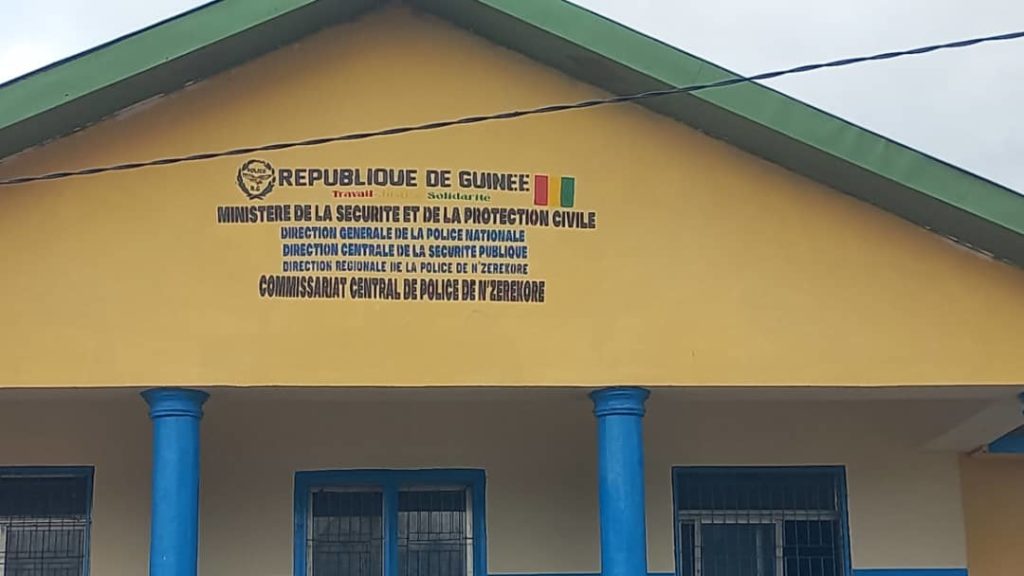 REPUBLIQUE DE GUINEE
Travail Justice Solidarité
MINISTERE DE LA SECURITE ET DE LA PROTECTION CIVILE
DIRECTION GENERALE DE LA POLICE NATIONALE
DIRECTION CENTRALE DE LA SECURITE PUBLIQUE
DIRECTION REGIONALE DE LA POLICE DE N'ZEREKORE
COMMISSARIAT CENTRAL DE POLICE DE N'ZEREKORE